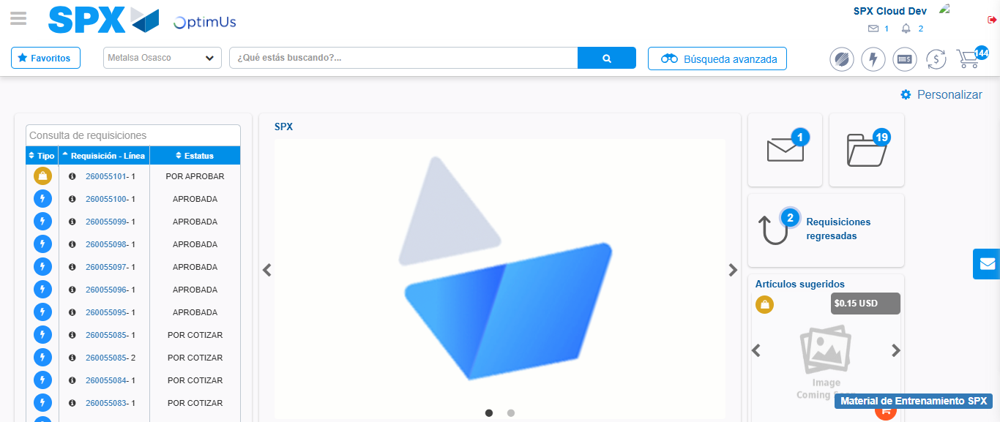 SPX OptimUs
SPX Cloud Dev
1 2
Favoritos
Metalsa Osasco
¿Qué estás buscando?...
Búsqueda avanzada
144
Personalizar
Consulta de requisiciones
Tipo Requisición - Línea Estatus
260055101- 1 POR APROBAR
260055100- 1 APROBADA
260055099- 1 APROBADA
260055098- 1 APROBADA
260055097- 1 APROBADA
260055096- 1 APROBADA
260055095- 1 APROBADA
260055085- 1 POR COTIZAR
260055085- 2 POR COTIZAR
260055084- 1 POR COTIZAR
260055083- 1 POR COTIZAR
SPX
1
19
2
Requisiciones
regresadas
Artículos sugeridos
$0.15 USD
Image
Coming
Material de Entrenamiento SPX